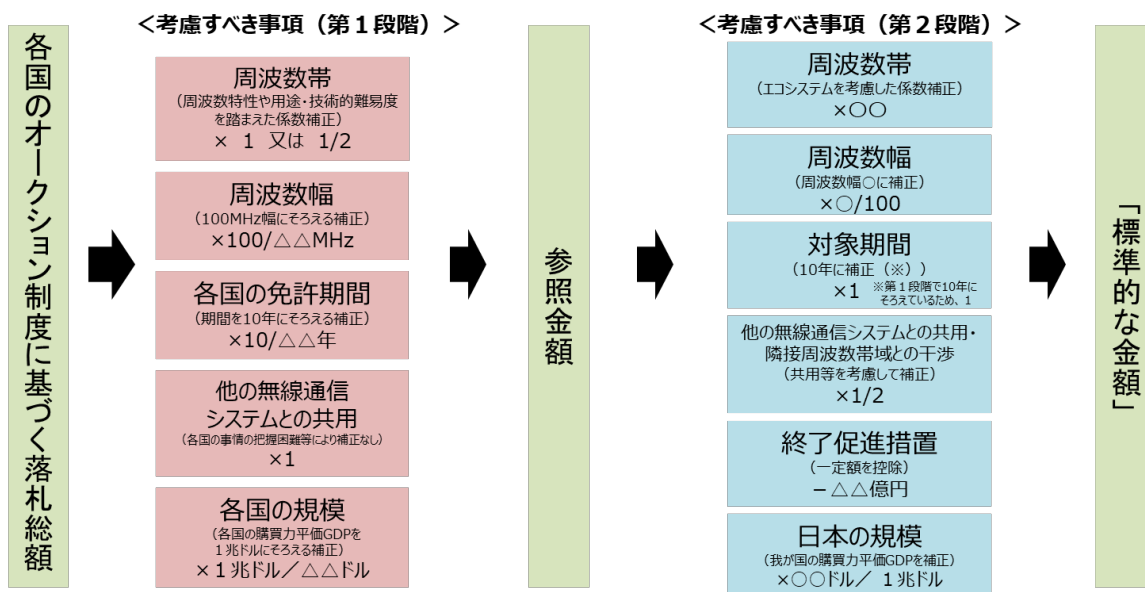 各国のオークション制度に基づく落札総額
<考慮すべき事項(第１段階)>
周波数帯
(周波数特性や用途・技術的難易度
を踏まえた係数補正)
× 1 又は 1/2
周波数幅
(100MHz幅にそろえる補正)
×100/△△MHz
各国の免許期間
(期間を10年にそろえる補正)
×10/△△年
他の無線通信
システムとの共用
(各国の事情の把握困難等により補正なし)
×1
各国の規模
(各国の購買力平価GDPを
１兆ドルにそろえる補正)
×１兆ドル／△△ドル
参照金額
<考慮すべき事項(第２段階)>
周波数帯
(エコシステムを考慮した係数補正)
×〇〇
周波数幅
(周波数幅○に補正)
×○/100
対象期間
(10年に補正(※))
×1 ※第１段階で10年に
そろえているため、1
他の無線通信システムとの共用・
隣接周波数帯域との干渉
(共用等を考慮して補正)
×1/2
終了促進措置
(一定額を控除)
－△△億円
日本の規模
(我が国の購買力平価GDPを補正)
×〇〇ドル／ １兆ドル
「標準的な金額」